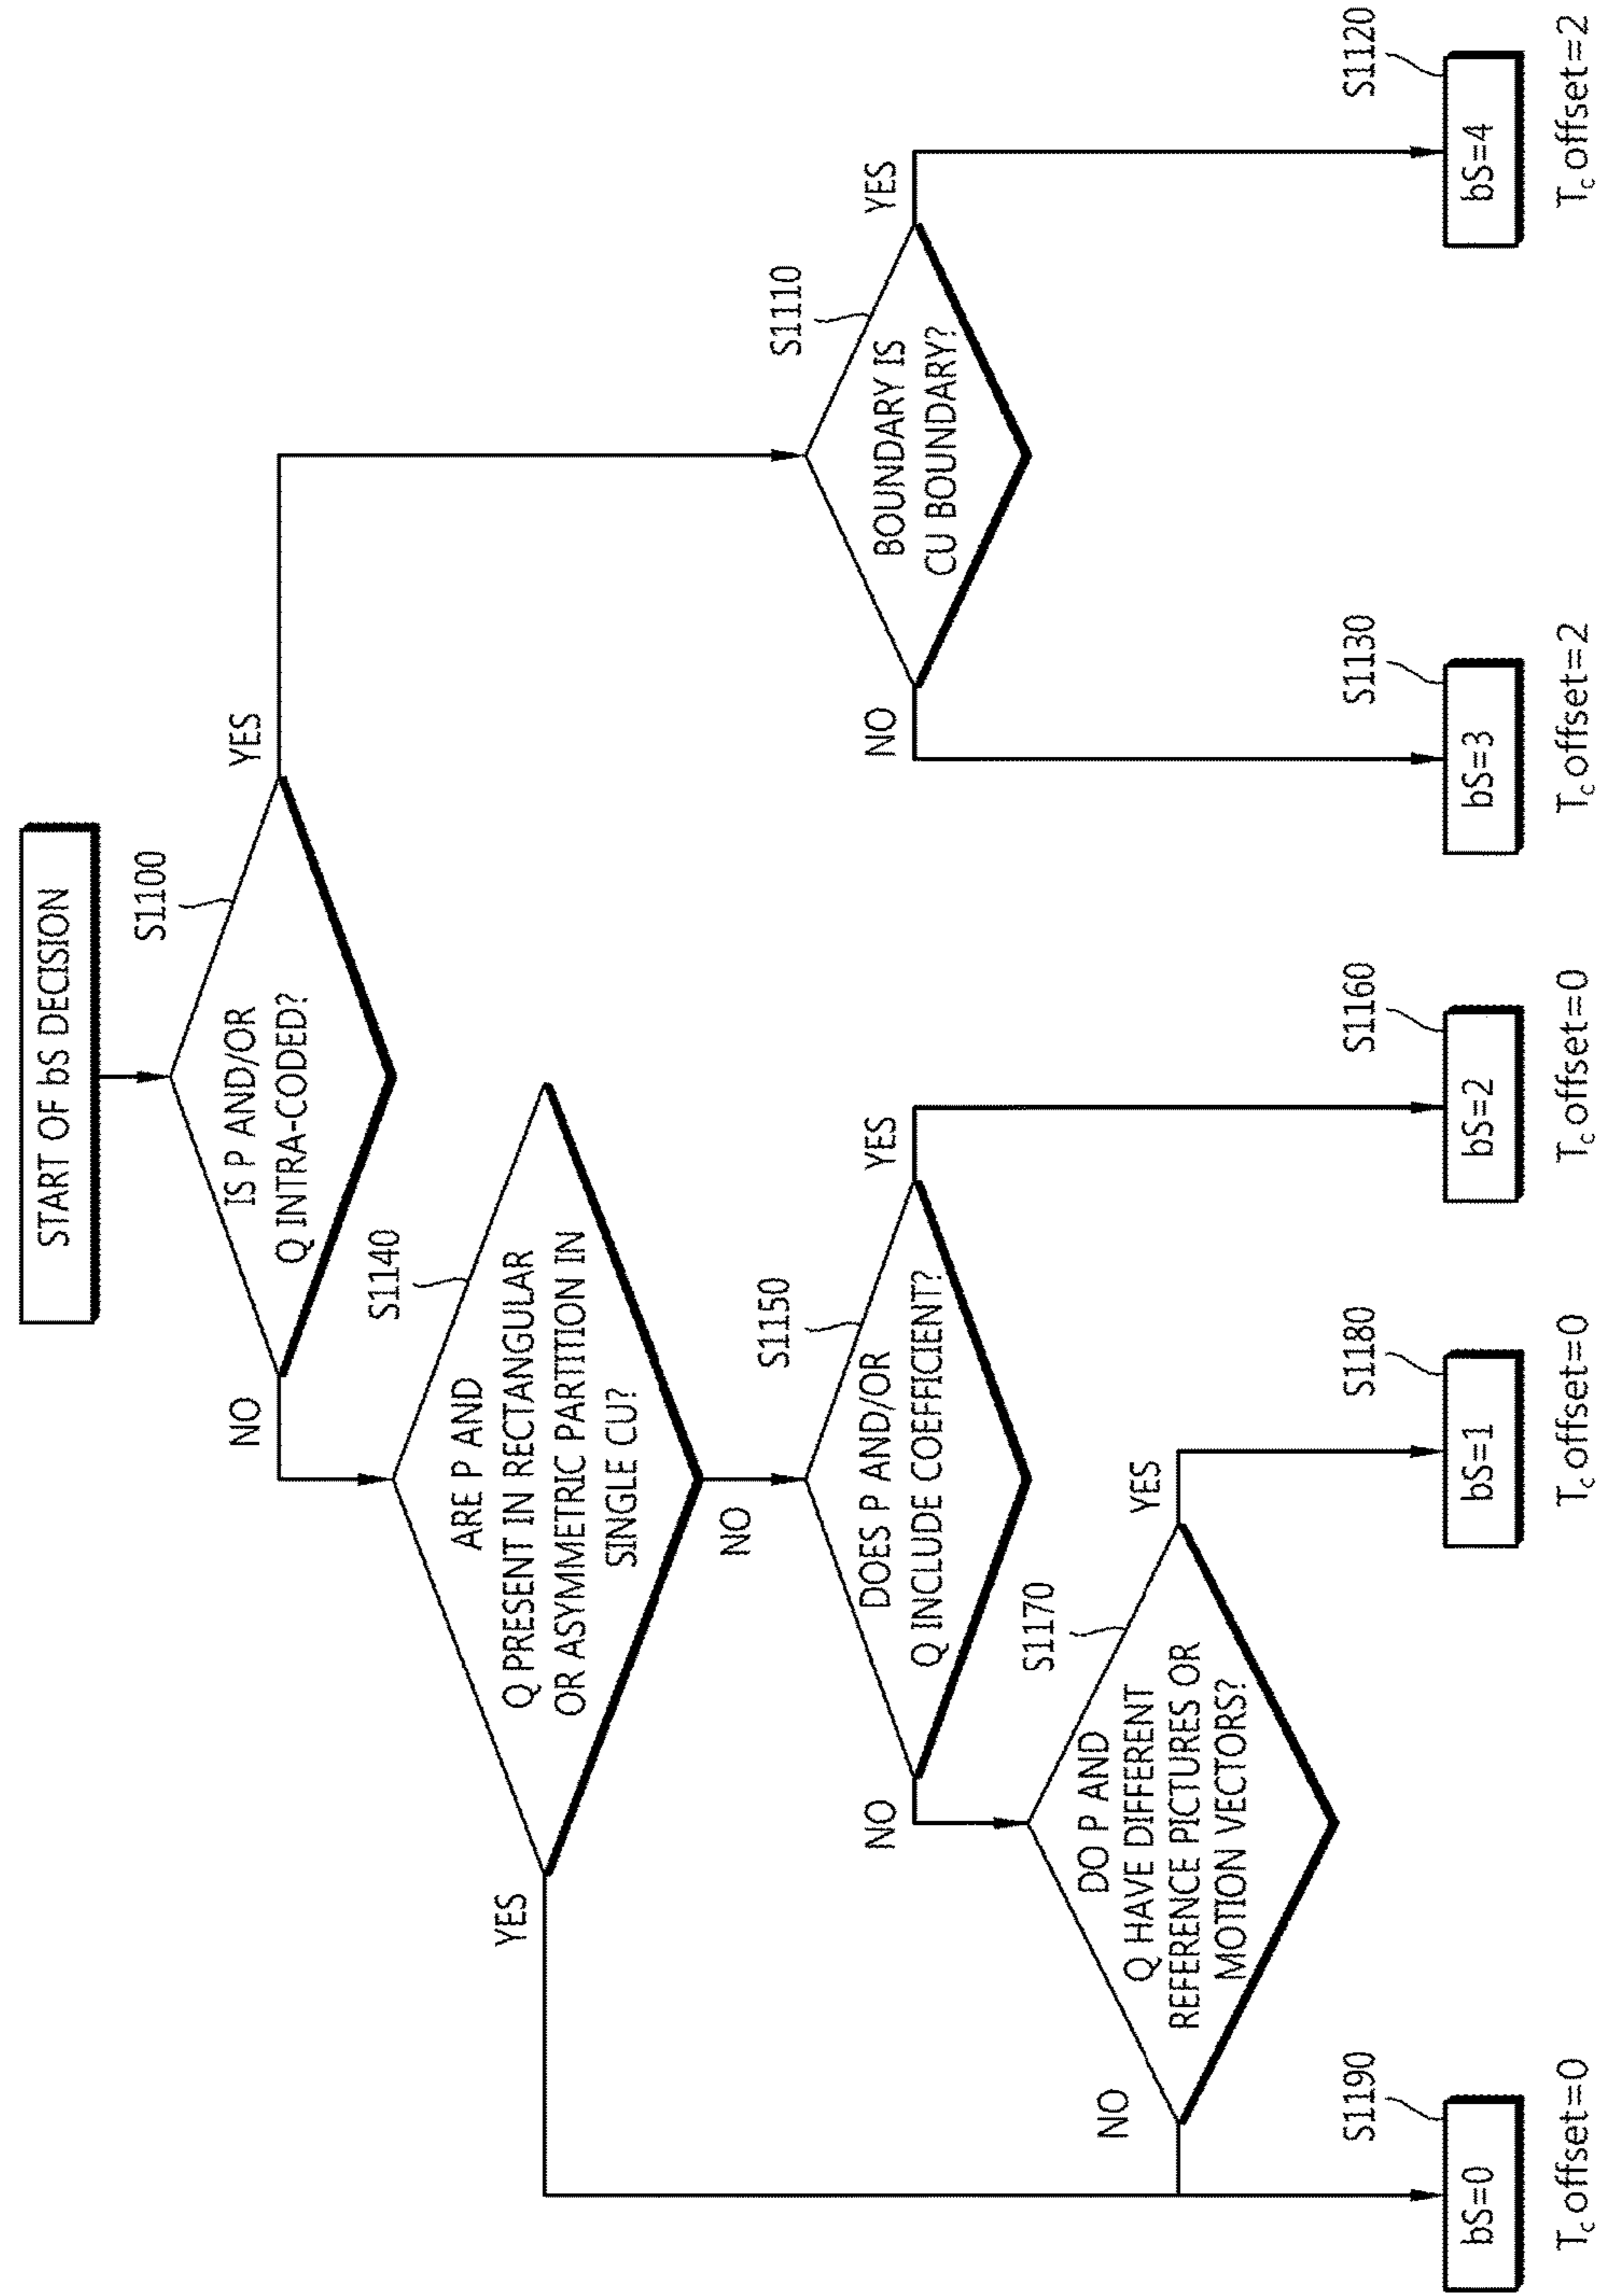 START OF bS DECISION
S1100
IS P AND/OR
Q INTRA-CODED?
NO
YES
S1140
ARE P AND
Q PRESENT IN RECTANGULAR
OR ASYMMETRIC PARTITION IN
SINGLE CU?
YES
NO
S1150
DOES P AND/OR
Q INCLUDE COEFFICIENT?
NO
YES
S1110
BOUNDARY IS
CU BOUNDARY?
NO
YES
S1170
DO P AND
Q HAVE DIFFERENT
REFERENCE PICTURES OR
MOTION VECTORS?
NO
YES
S1190
bS=0
Tc offset=0
S1180
bS=1
Tc offset=0
S1160
bS=2
Tc offset=0
S1130
bS=3
Tc offset=2
S1120
bS=4
Tc offset=2